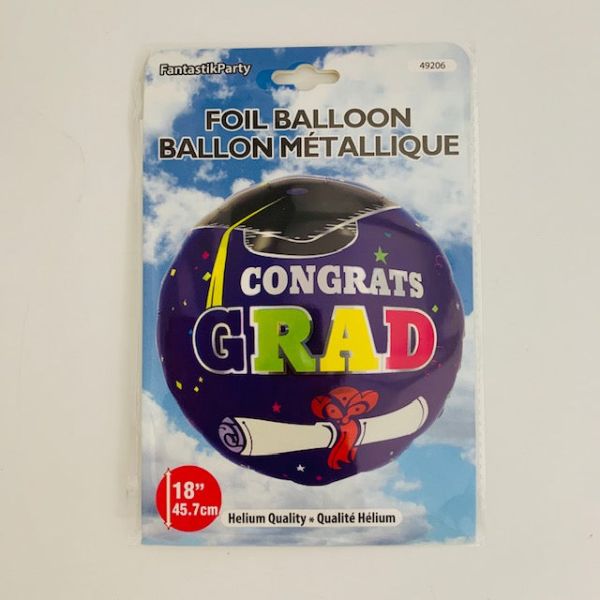 FantastikParty
49206
FOIL BALLOON
BALLON MÉTALLIQUE
CONGRATS
GRAD
18”
45.7cm
Helium Quality * Qualité Hélium